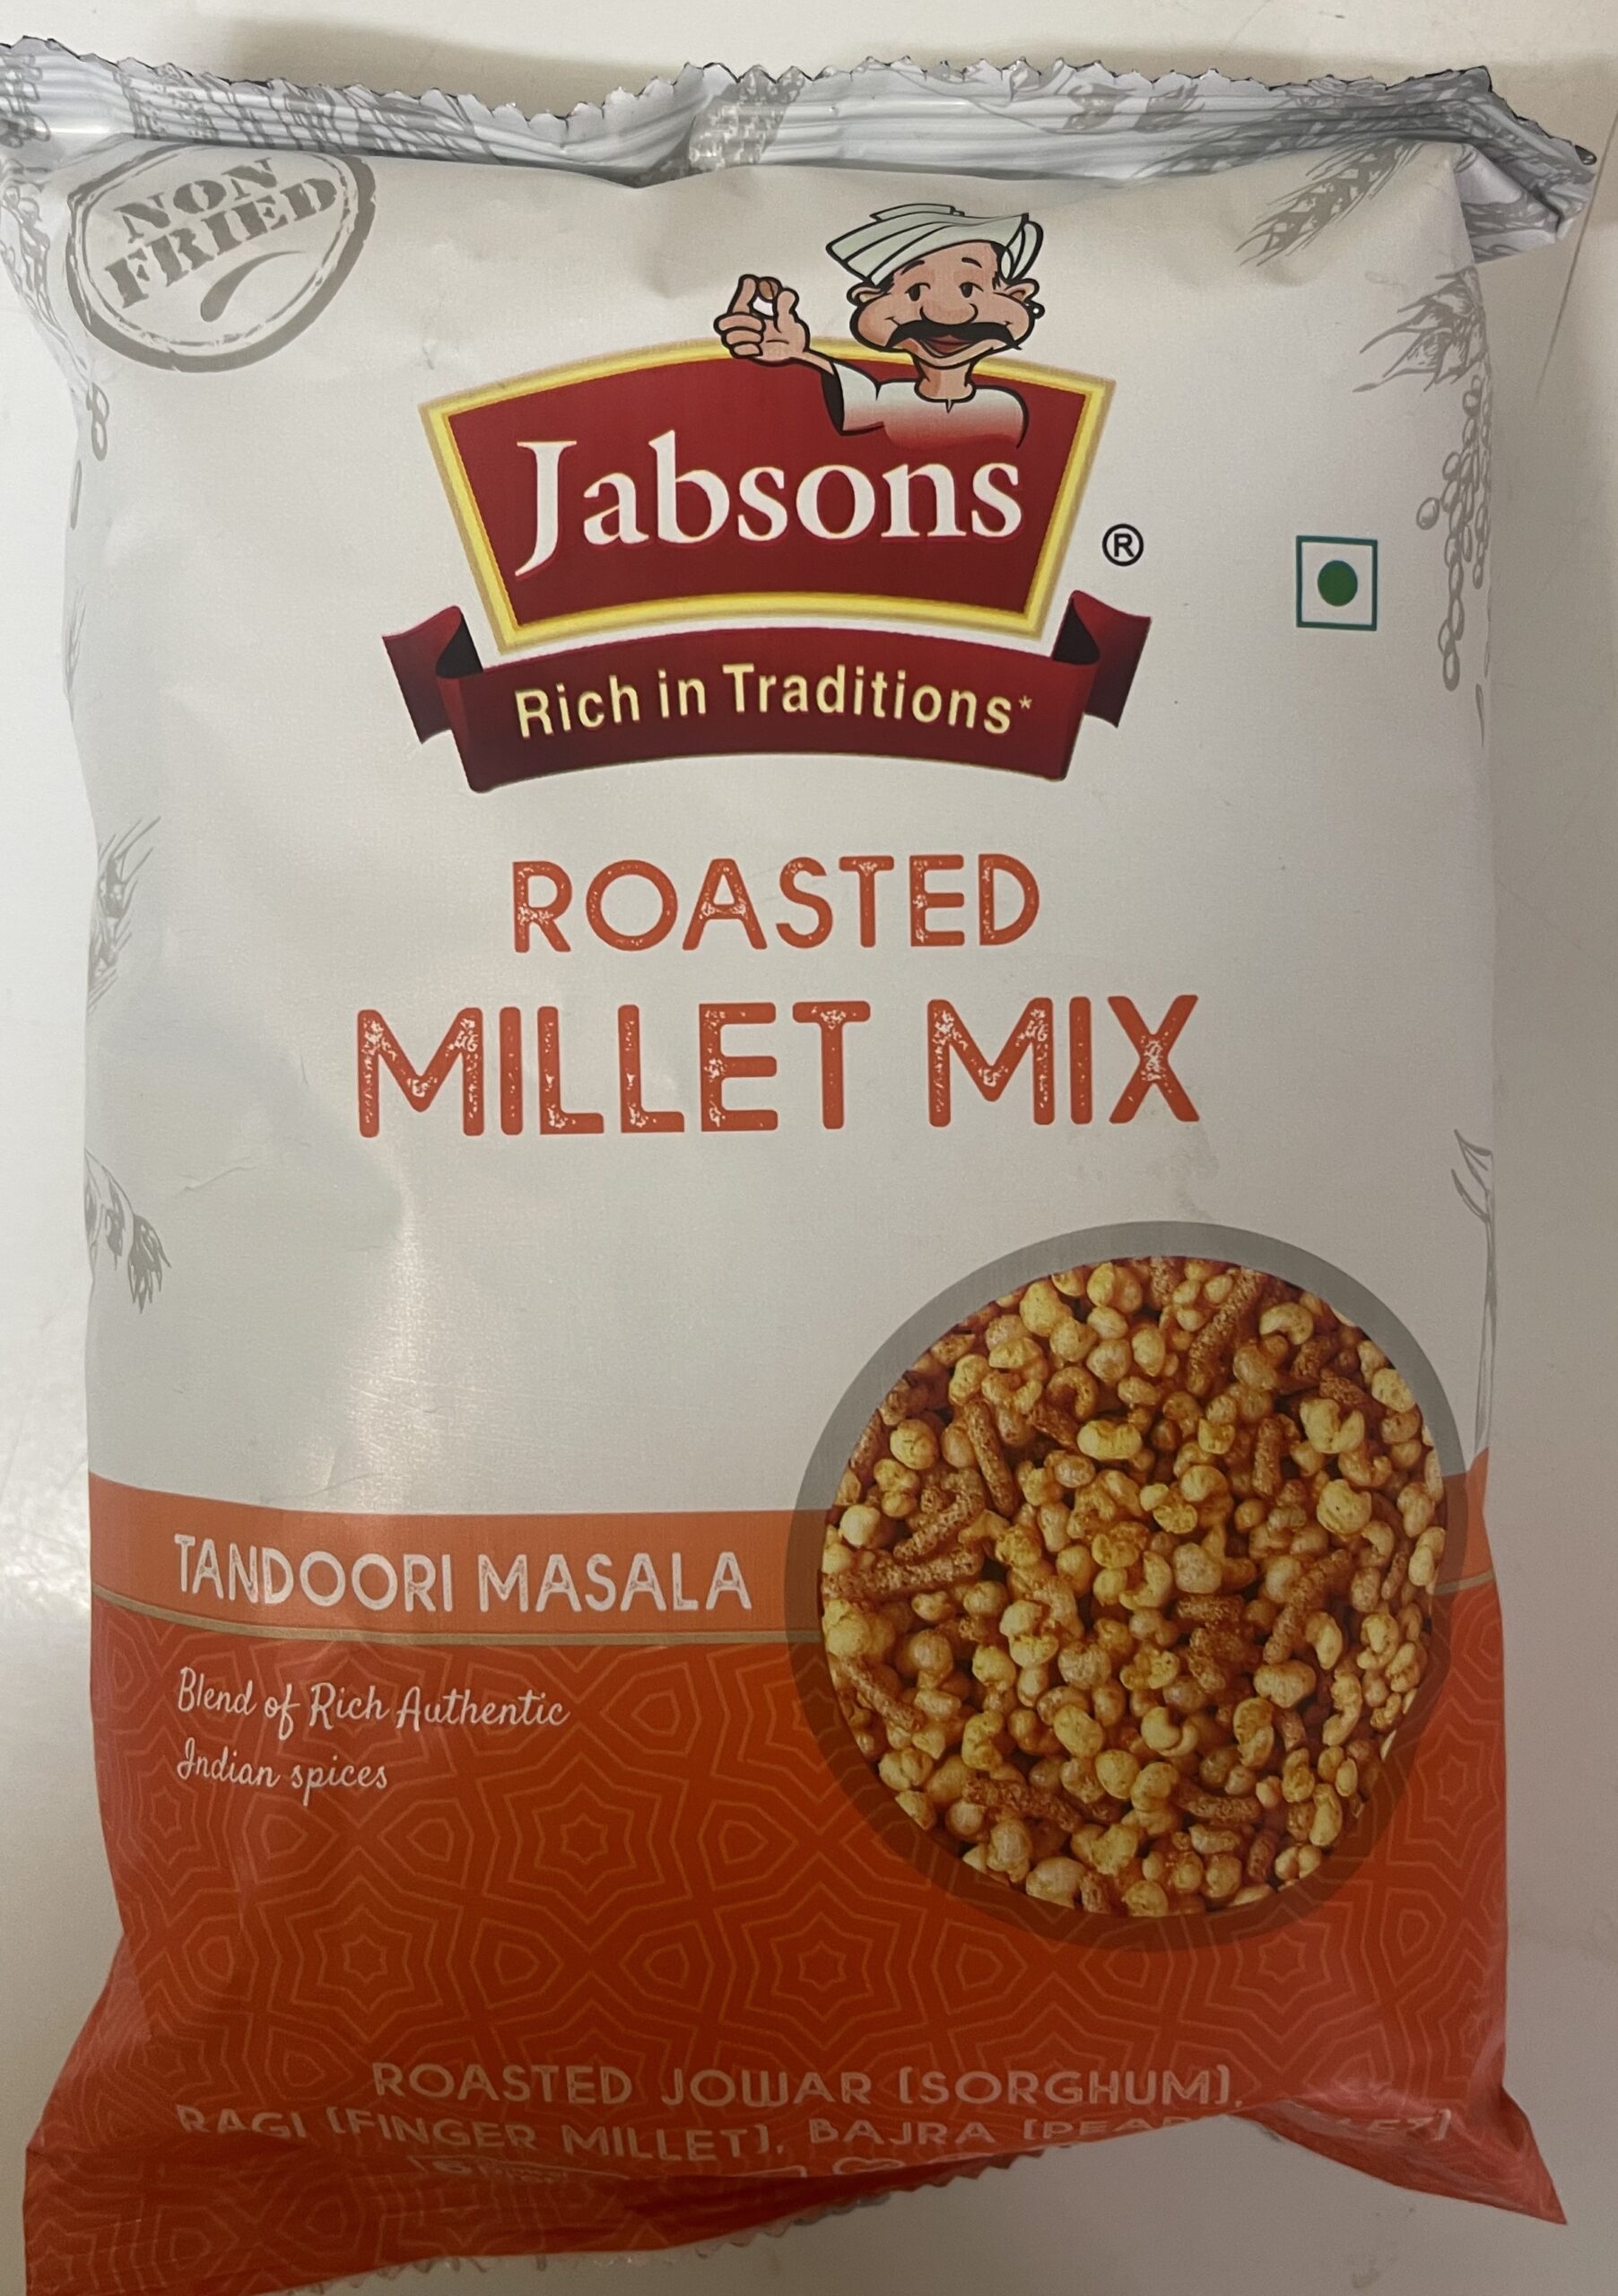 NON
FRIED
Jabsons
®
Rich in Traditions*
ROASTED
MILLET MIX
TANDOORI MASALA
Blend of Rich Authentic
Indian spices
ROASTED JOWAR [SORGHUM],
RAGI [FINGER MILLET], BAJRA